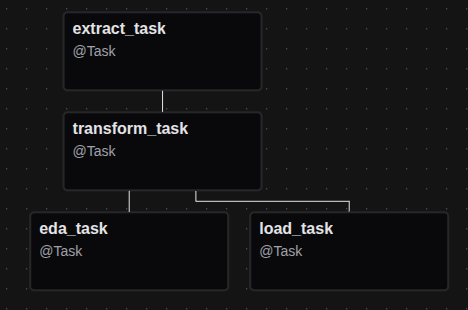 extract_task
@Task
transform_task
@Task
eda_task
@Task
load_task
@Task